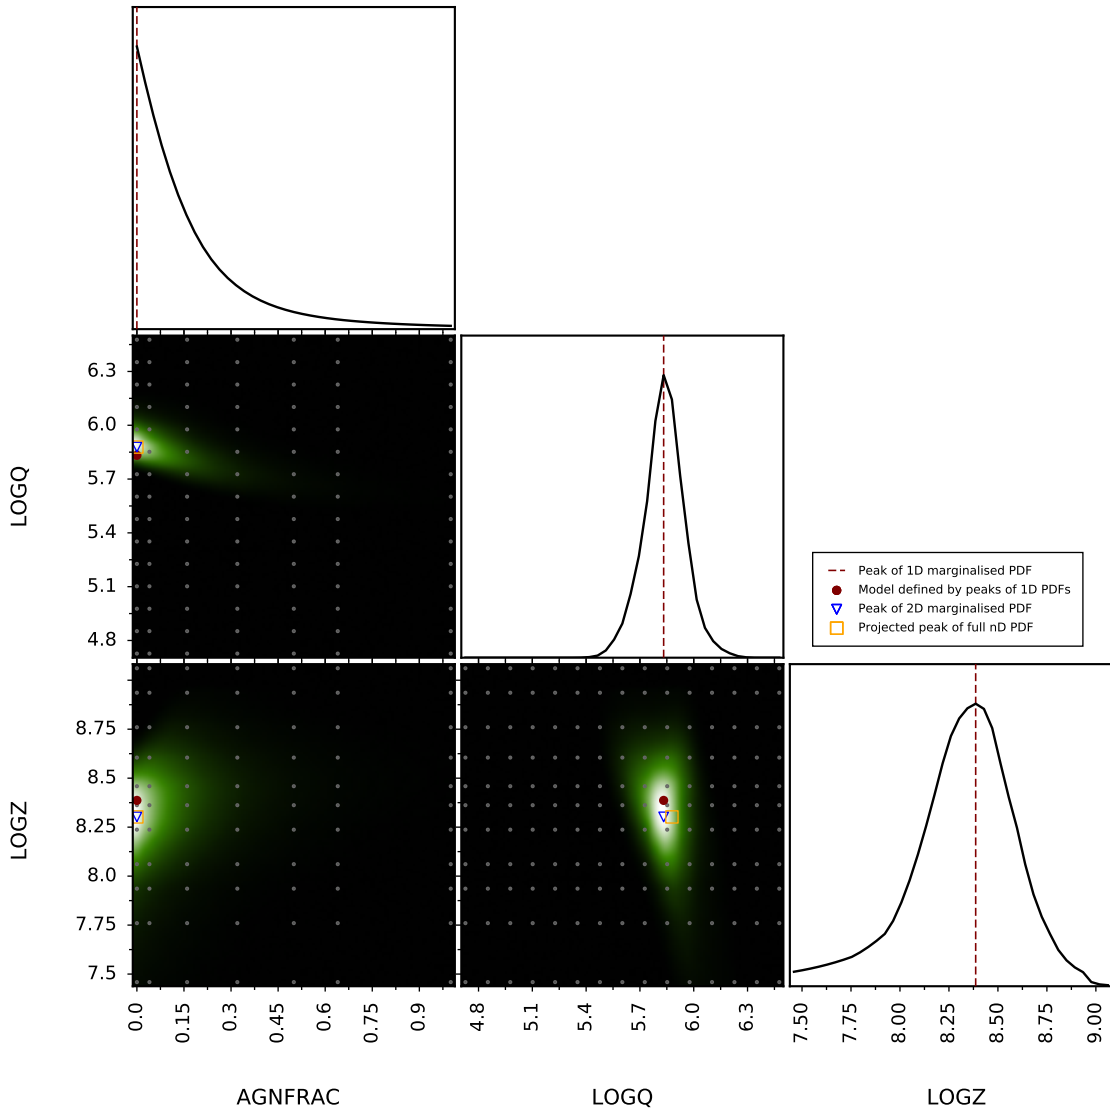 6.3
6.0
5.7
5.4
5.1
4.8
LOGQ
Peak of 1D marginalised PDF
Model defined by peaks of 1D PDFs
Peak of 2D marginalised PDF
Projected peak of full nD PDF
8.75
8.5
8.25
8.0
7.75
7.5
LOGZ
0.0 0.15 0.3 0.45 0.6 0.75 0.9
4.8 5.1 5.4 5.7 6.0 6.3
7.50 7.75 8.00 8.25 8.50 8.75 9.00
AGNFRAC
LOGQ
LOGZ